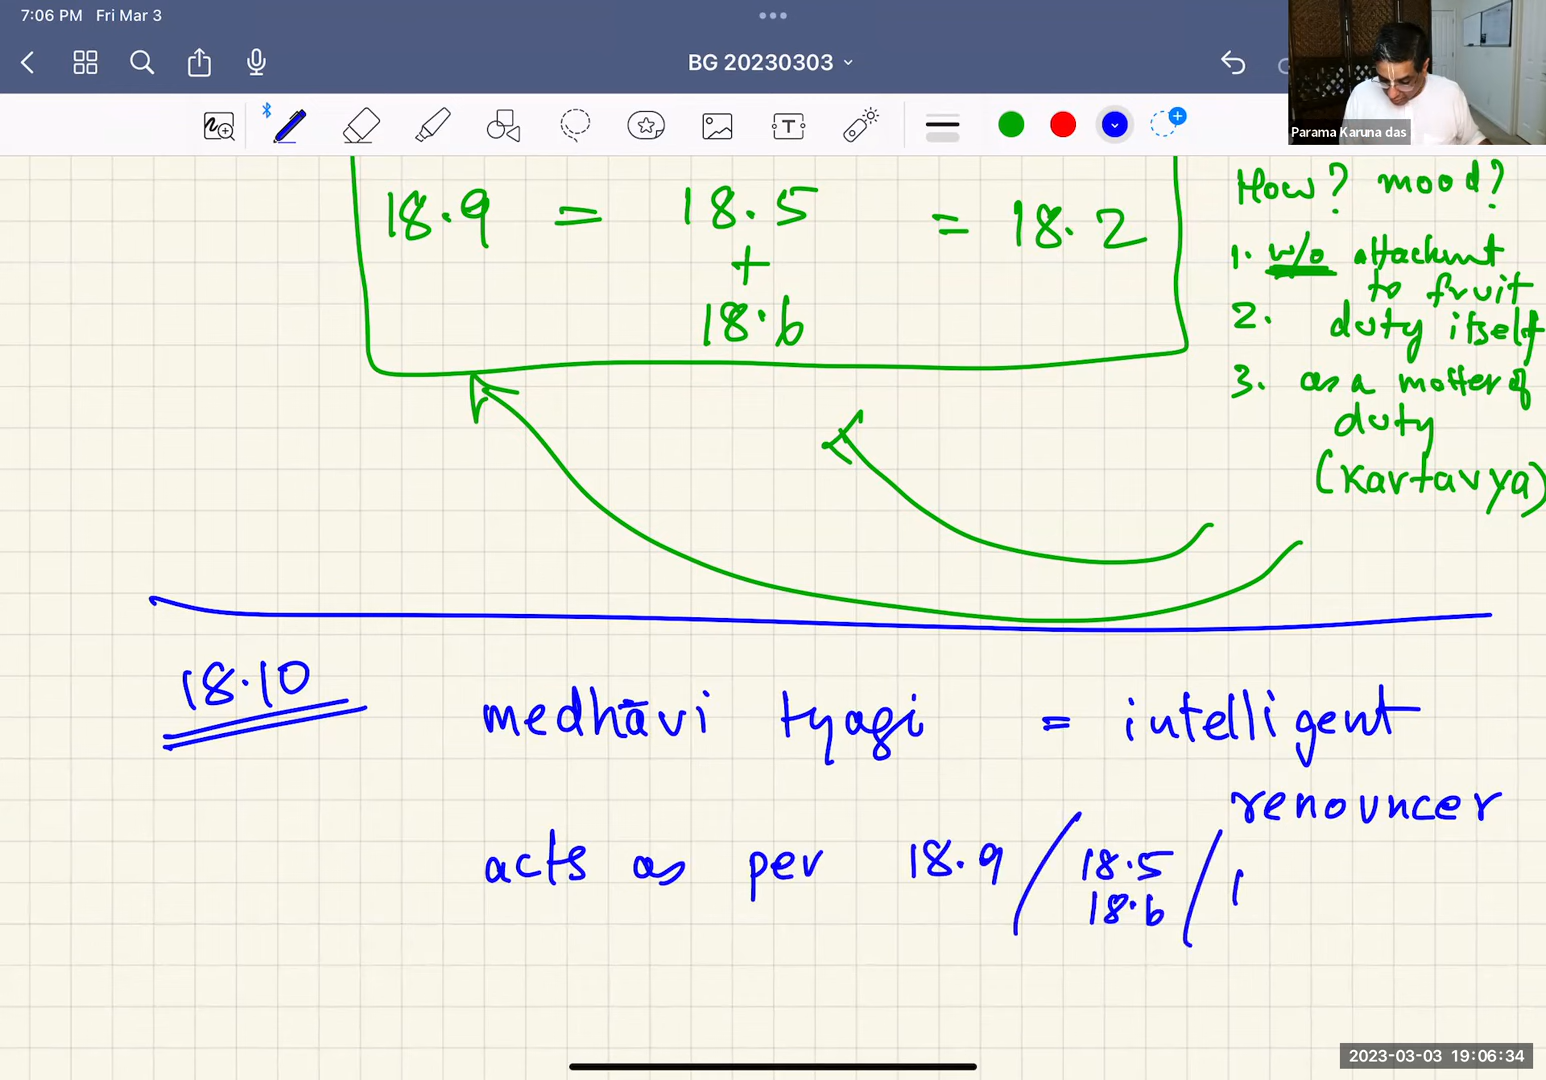 7:06 PM Fri Mar 3
BG 20230303
Parama Karuna das
18.9 = 18.5 = 18.2
+
18.6
How? mood?
1. w/o attachmt
to fruit
2. duty itself
3. as a matter of
duty
(Kartavya)
18.10
medhāvi tyagi = intelligent
renouncer
acts as per 18.9 / 18.5 / 1
18.6
2023-03-03 19:06:34